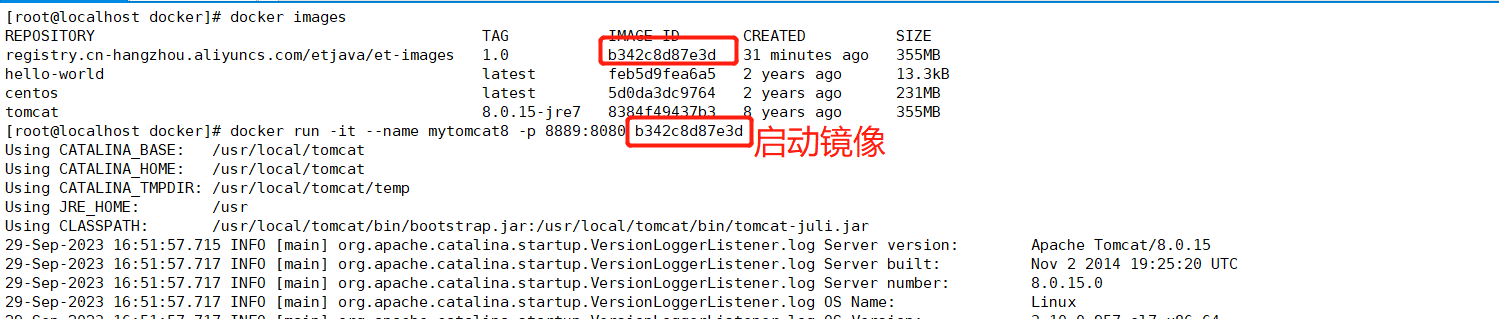 [root@localhost docker]# docker images
REPOSITORY TAG IMAGE ID CREATED SIZE
registry.cn-hangzhou.aliyuncs.com/etjava/et-images 1.0 b342c8d87e3d 31 minutes ago 355MB
hello-world latest feb5d9fea6a5 2 years ago 13.3kB
centos latest 5d0da3dc9764 2 years ago 231MB
tomcat 8.0.15-jre7 8384f49437b3 8 years ago 355MB
[root@localhost docker]# docker run -it --name mytomcat8 -p 8889:8080 b342c8d87e3d 启动镜像
Using CATALINA_BASE: /usr/local/tomcat
Using CATALINA_HOME: /usr/local/tomcat
Using CATALINA_TMPDIR: /usr/local/tomcat/temp
Using JRE_HOME: /usr
Using CLASSPATH: /usr/local/tomcat/bin/bootstrap.jar:/usr/local/tomcat/bin/tomcat-juli.jar
29-Sep-2023 16:51:57.715 INFO [main] org.apache.catalina.startup.VersionLoggerListener.log Server version: Apache Tomcat/8.0.15
29-Sep-2023 16:51:57.717 INFO [main] org.apache.catalina.startup.VersionLoggerListener.log Server built: Nov 2 2014 19:25:20 UTC
29-Sep-2023 16:51:57.717 INFO [main] org.apache.catalina.startup.VersionLoggerListener.log Server number: 8.0.15.0
29-Sep-2023 16:51:57.717 INFO [main] org.apache.catalina.startup.VersionLoggerListener.log OS Name: Linux